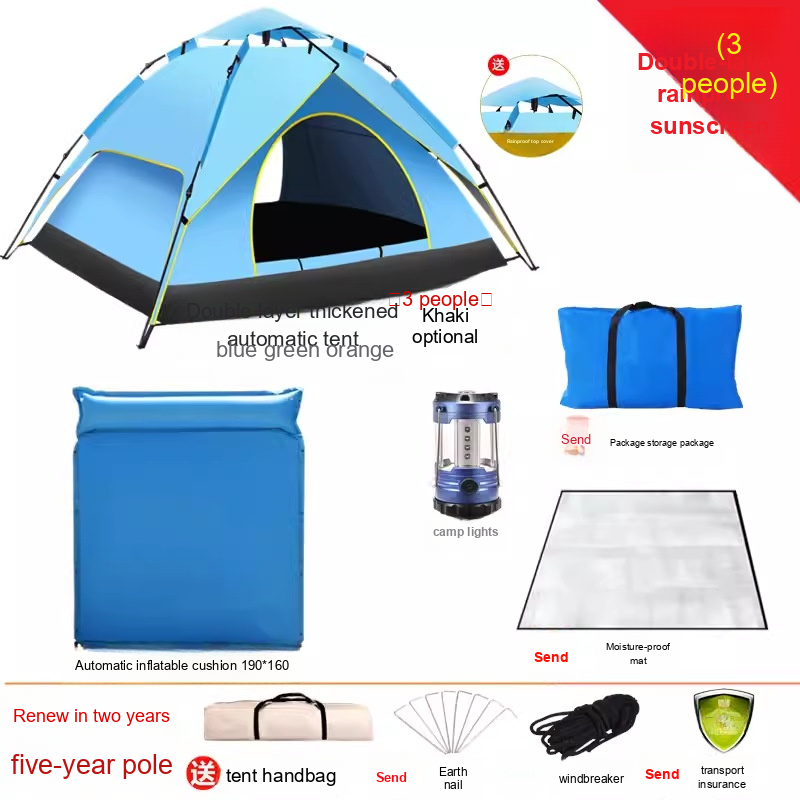 (3
people)
Double
sunscreen
送
Rainproof top cover
(3 people)
Double layer thickened
automatic tent
blue green orange
Khaki
optional
Send
Package storage package
camp lights
Automatic inflatable cushion 190*160
Send
Moisture-proof
mat
Renew in two years
five-year pole
送
tent handbag
Send
Earth
nail
windbreaker
Send
transport
insurance